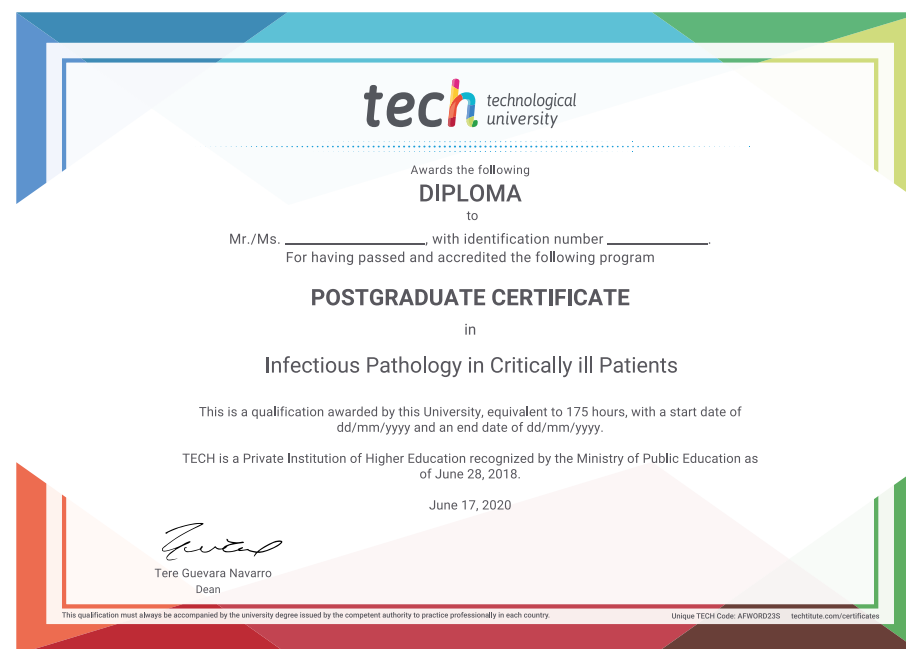 tech technological
university
Awards the following
DIPLOMA
to
Mr./Ms. ____________, with identification number ____________.
For having passed and accredited the following program
POSTGRADUATE CERTIFICATE
in
Infectious Pathology in Critically ill Patients
This is a qualification awarded by this University, equivalent to 175 hours, with a start date of
dd/mm/yyyy and an end date of dd/mm/yyyy.
TECH is a Private Institution of Higher Education recognized by the Ministry of Public Education as
of June 28, 2018.
June 17, 2020
Tere Guevara Navarro
Dean
This qualification must always be accompanied by the university degree issued by the competent authority to practice professionally in each country.
Unique TECH Code: AFWORD23S techtitute.com/certificates